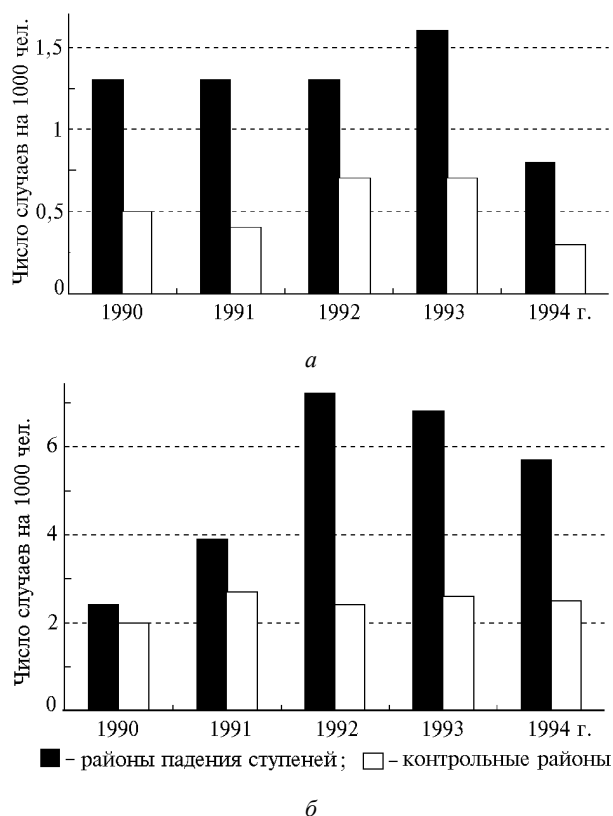 Число случаев на 1000 чел.
1,5
1
0,5
0
1990 1991 1992 1993 1994 г.
а
Число случаев на 1000 чел.
6
4
2
0
1990 1991 1992 1993 1994 г.
– районы падения ступеней; – контрольные районы
б